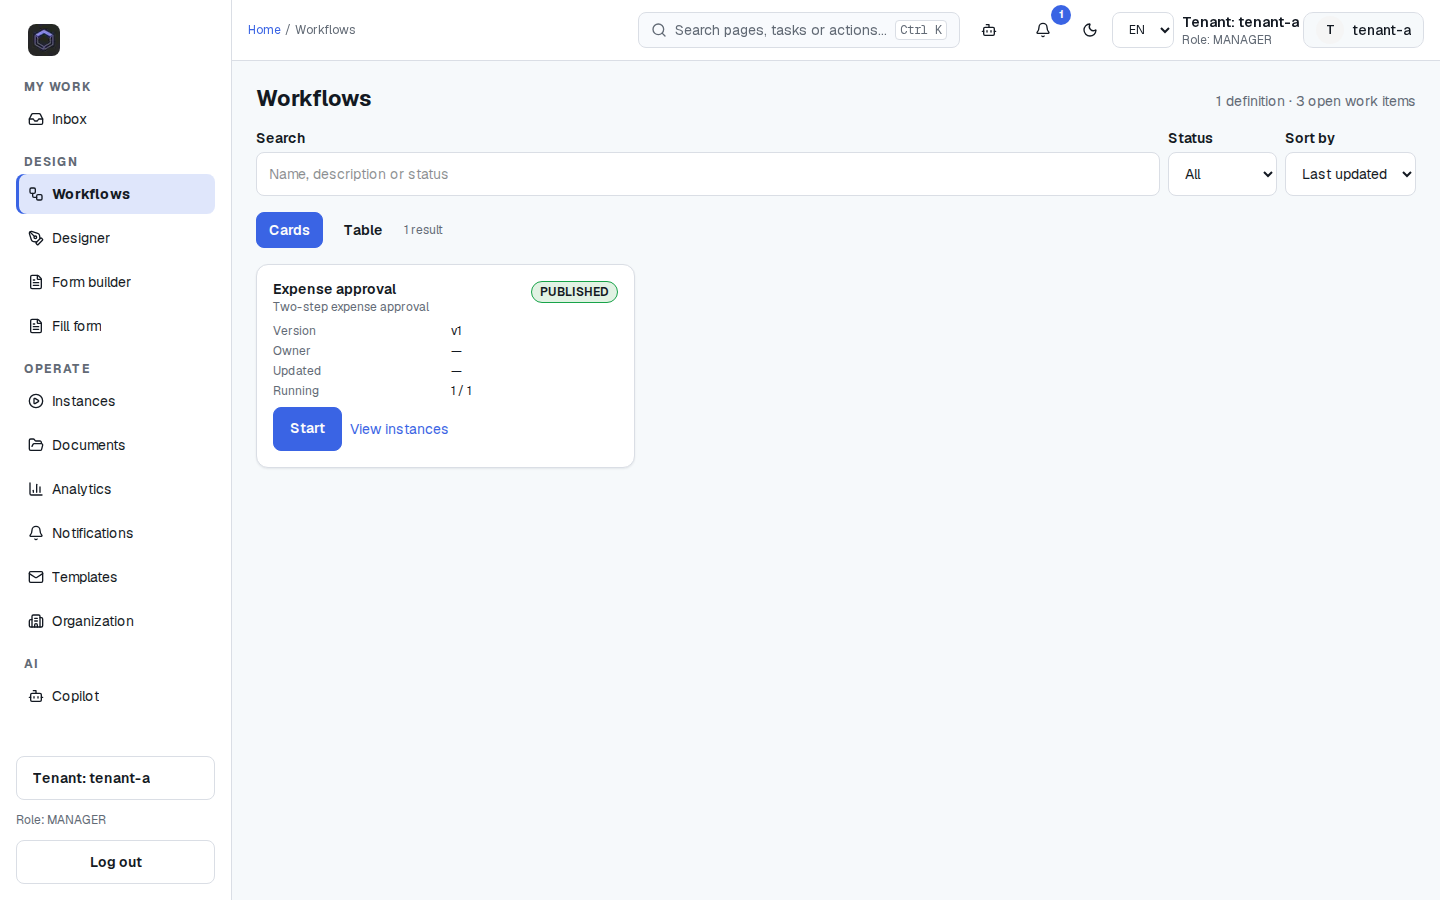 MY WORK
Inbox
DESIGN
Workflows
Designer
Form builder
Fill form
OPERATE
Instances
Documents
Analytics
Notifications
Templates
Organization
AI
Copilot
Tenant: tenant-a
Role: MANAGER
Log out
Home / Workflows
Search pages, tasks or actions... Ctrl K
1
EN
Tenant: tenant-a
Role: MANAGER
T tenant-a
Workflows
1 definition · 3 open work items
Search
Name, description or status
Status
All
Sort by
Last updated
Cards
Table
1 result
Expense approval
PUBLISHED
Two-step expense approval
Version v1
Owner —
Updated —
Running 1 / 1
Start
View instances